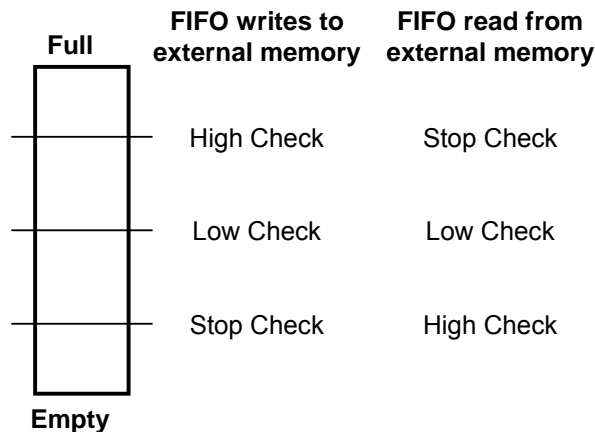 Full
FIFO writes to
external memory
FIFO read from
external memory
High Check
Stop Check
Low Check
Low Check
Stop Check
High Check
Empty